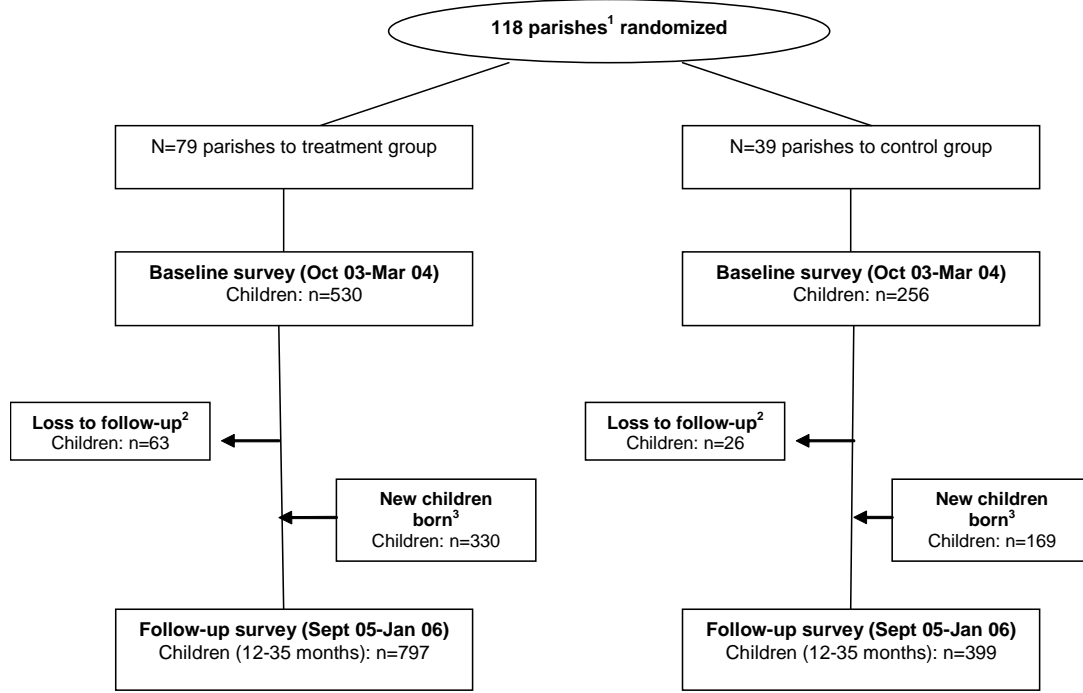 118 parishes¹ randomized
N=79 parishes to treatment group
N=39 parishes to control group
Baseline survey (Oct 03-Mar 04)
Children: n=530
Baseline survey (Oct 03-Mar 04)
Children: n=256
Loss to follow-up²
Children: n=63
Loss to follow-up²
Children: n=26
New children
born³
Children: n=330
New children
born³
Children: n=169
Follow-up survey (Sept 05-Jan 06)
Children (12-35 months): n=797
Follow-up survey (Sept 05-Jan 06)
Children (12-35 months): n=399